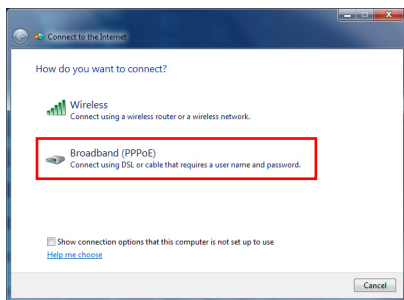 Connect to the Internet
How do you want to connect?
Wireless
Connect using a wireless router or a wireless network.
Broadband (PPPoE)
Connect using DSL or cable that requires a user name and password.
Show connection options that this computer is not set up to use
Help me choose
Cancel